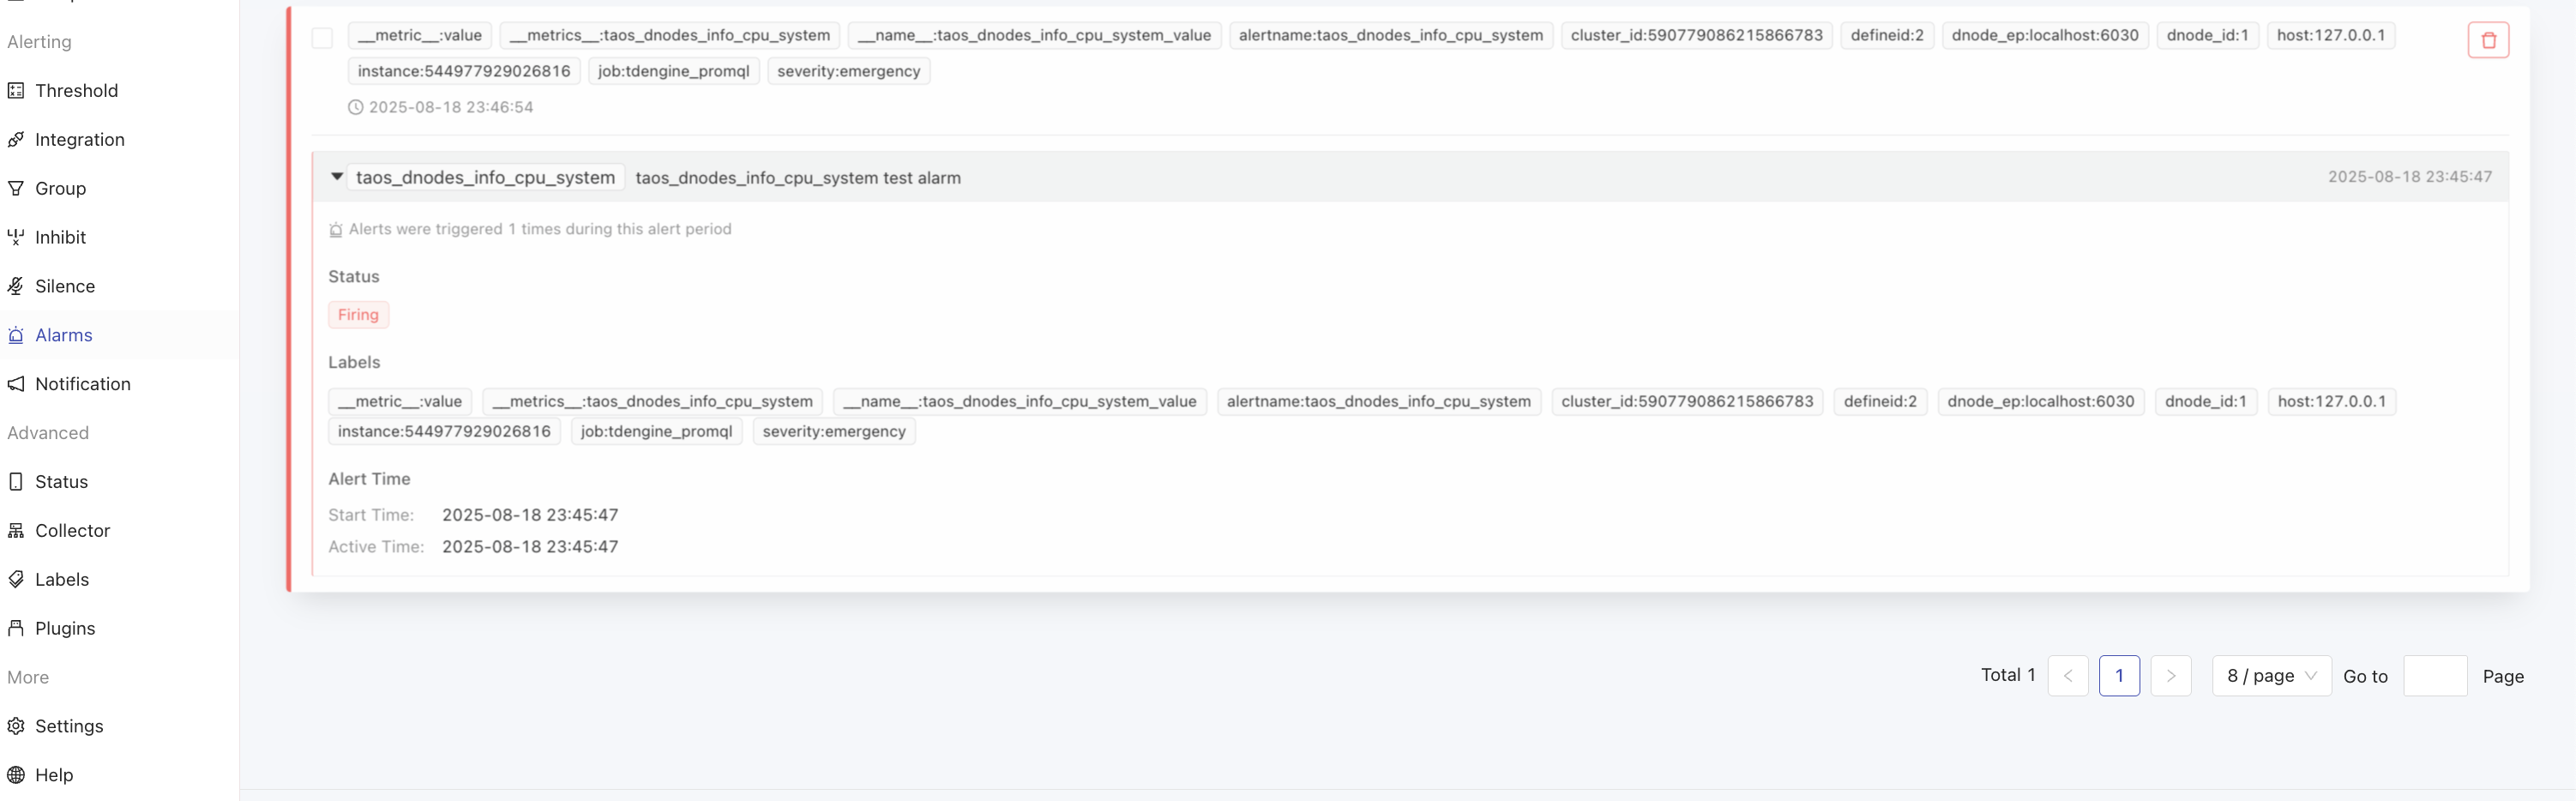 Alerting
Threshold
Integration
Group
Inhibit
Silence
Alarms
Notification
Advanced
Status
Collector
Labels
Plugins
More
Settings
Help
__metric__:value __metrics__:taos_dnodes_info_cpu_system __name__:taos_dnodes_info_cpu_system_value alertname:taos_dnodes_info_cpu_system cluster_id:590779086215866783 defineid:2 dnode_ep:localhost:6030 dnode_id:1 host:127.0.0.1
instance:544977929026816 job:tdengine_promql severity:emergency
2025-08-18 23:46:54
taos_dnodes_info_cpu_system taos_dnodes_info_cpu_system test alarm 2025-08-18 23:45:47
Alerts were triggered 1 times during this alert period
Status
Firing
Labels
__metric__:value __metrics__:taos_dnodes_info_cpu_system __name__:taos_dnodes_info_cpu_system_value alertname:taos_dnodes_info_cpu_system cluster_id:590779086215866783 defineid:2 dnode_ep:localhost:6030 dnode_id:1 host:127.0.0.1
instance:544977929026816 job:tdengine_promql severity:emergency
Alert Time
Start Time: 2025-08-18 23:45:47
Active Time: 2025-08-18 23:45:47
Total 1 < 1 > 8 / page Go to Page